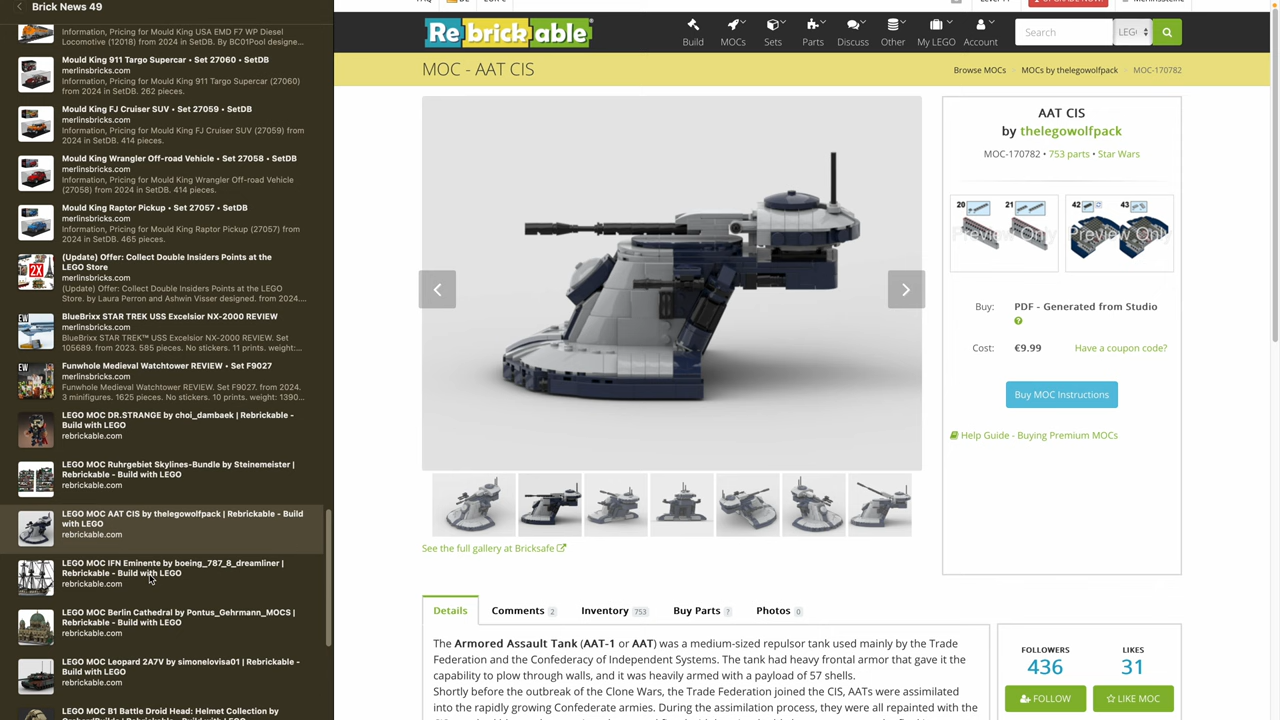 Brick News 49
Information, Pricing for Mould King USA EMD F7 WP Diesel
Locomotive (12018) from 2024 in SetDB. By BC01Pool designe...
Mould King 911 Targo Supercar • Set 27060 • SetDB
merlinsbricks.com
Information, Pricing for Mould King 911 Targo Supercar (27060)
from 2024 in SetDB. 262 pieces.
Mould King FJ Cruiser SUV • Set 27059 • SetDB
merlinsbricks.com
Information, Pricing for Mould King FJ Cruiser SUV (27059) from
2024 in SetDB. 414 pieces.
Mould King Wrangler Off-road Vehicle • Set 27058 • SetDB
merlinsbricks.com
Information, Pricing for Mould King Wrangler Off-road Vehicle
(27058) from 2024 in SetDB. 414 pieces.
Mould King Raptor Pickup • Set 27057 • SetDB
merlinsbricks.com
Information, Pricing for Mould King Raptor Pickup (27057) from
2024 in SetDB. 465 pieces.
(Update) Offer: Collect Double Insiders Points at the
LEGO Store
merlinsbricks.com
(Update) Offer: Collect Double Insiders Points at the LEGO
Store. by Laura Perron and Ashwin Visser designed. from 2024....
BlueBrixx STAR TREK USS Excelsior NX-2000 REVIEW
merlinsbricks.com
BlueBrixx STAR TREK™ USS Excelsior NX-2000 REVIEW. Set
105689. from 2023. 585 pieces. No stickers. 11 prints. weight:...
Funwhole Medieval Watchtower REVIEW • Set F9027
merlinsbricks.com
Funwhole Medieval Watchtower REVIEW. Set F9027. from 2024.
3 minifigures. 1625 pieces. No stickers. 10 prints. weight: 1390...
LEGO MOC DR.STRANGE by choi_dambaek | Rebrickable -
Build with LEGO
rebrickable.com
LEGO MOC Ruhrgebiet Skylines-Bundle by Steinemeister |
Rebrickable - Build with LEGO
rebrickable.com
LEGO MOC AAT CIS by thelegowolfpack | Rebrickable - Build
with LEGO
rebrickable.com
LEGO MOC IFN Eminente by boeing_787_8_dreamliner |
Rebrickable - Build with LEGO
rebrickable.com
LEGO MOC Berlin Cathedral by Pontus_Gehrmann_MOCS |
Rebrickable - Build with LEGO
rebrickable.com
LEGO MOC Leopard 2A7V by simonelovisa01 | Rebrickable -
Build with LEGO
rebrickable.com
LEGO MOC B1 Battle Droid Head: Helmet Collection by
Rebrickable
Build
MOCs
Sets
Parts
Discuss
Other
My LEGO
Account
Search
LEG
MOC - AAT CIS
Browse MOCs
MOCs by thelegowolfpack
MOC-170782
AAT CIS
by thelegowolfpack
MOC-170782 • 753 parts • Star Wars
20
21
42
43
Preview Only
Preview Only
Buy:
PDF - Generated from Studio
Cost:
€9.99
Have a coupon code?
Buy MOC Instructions
Help Guide - Buying Premium MOCs
See the full gallery at Bricksafe
Details
Comments 2
Inventory 753
Buy Parts ?
Photos 0
The Armored Assault Tank (AAT-1 or AAT) was a medium-sized repulsor tank used mainly by the Trade
Federation and the Confederacy of Independent Systems. The tank had heavy frontal armor that gave it the
capability to plow through walls, and it was heavily armed with a payload of 57 shells.
Shortly before the outbreak of the Clone Wars, the Trade Federation joined the CIS, AATs were assimilated
into the rapidly growing Confederate armies. During the assimilation process, they were all repainted with the
FOLLOWERS
436
FOLLOW
LIKES
31
LIKE MOC